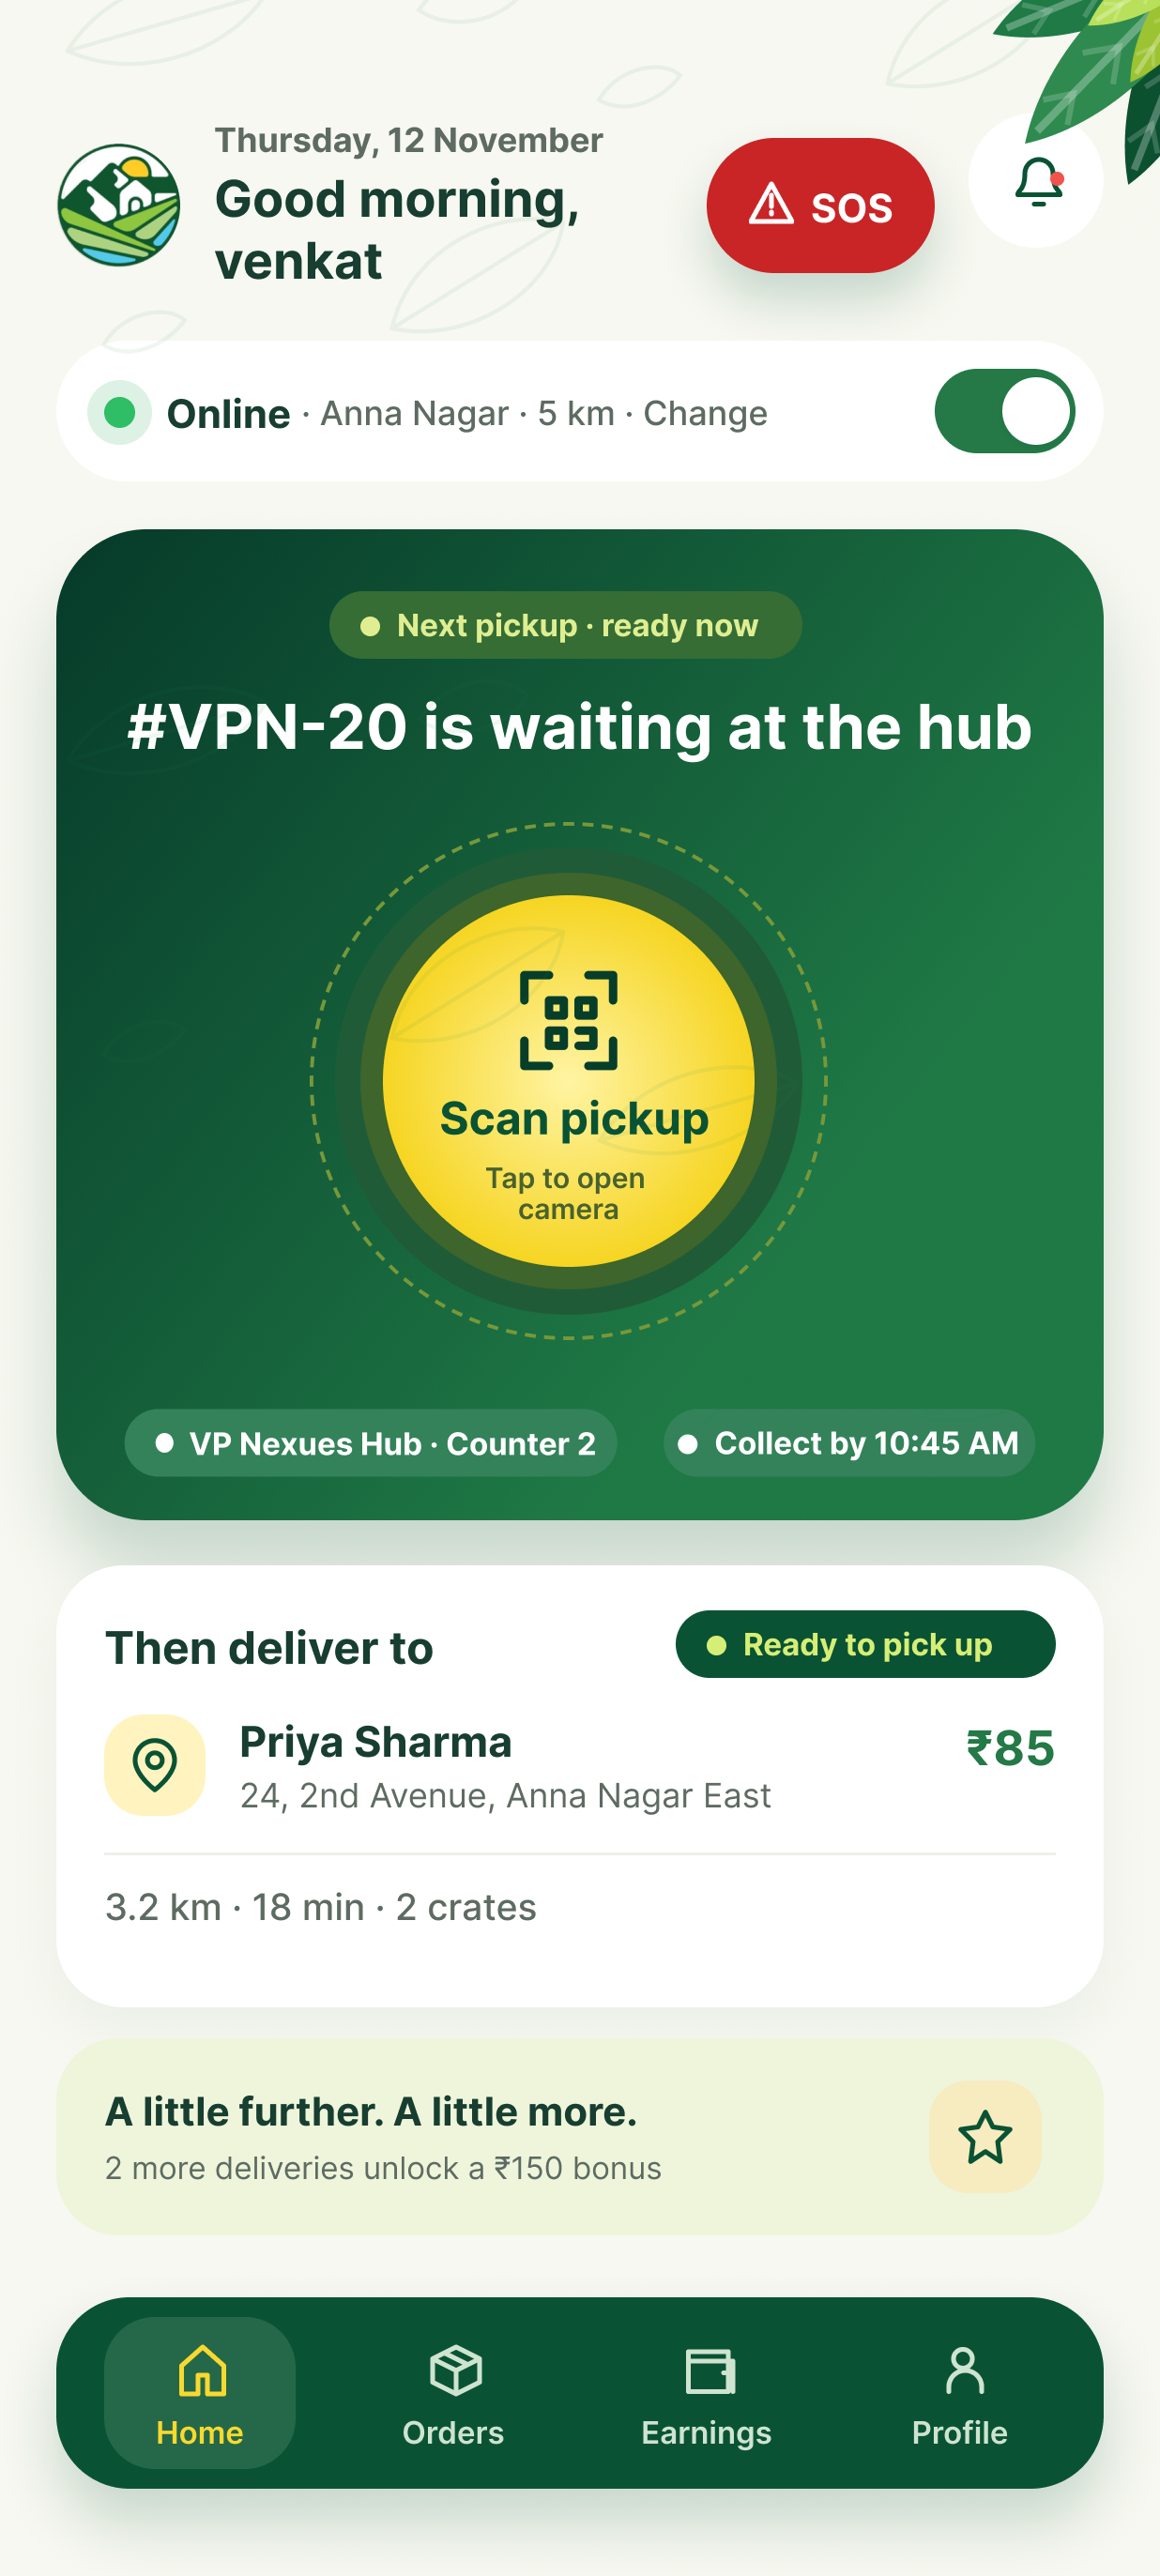 Thursday, 12 November
Good morning,
venkat
SOS
Online · Anna Nagar · 5 km · Change
Next pickup · ready now
#VPN-20 is waiting at the hub
Scan pickup
Tap to open
camera
VP Nexues Hub · Counter 2
Collect by 10:45 AM
Then deliver to
Ready to pick up
Priya Sharma
₹85
24, 2nd Avenue, Anna Nagar East
3.2 km · 18 min · 2 crates
A little further. A little more.
2 more deliveries unlock a ₹150 bonus
Home
Orders
Earnings
Profile